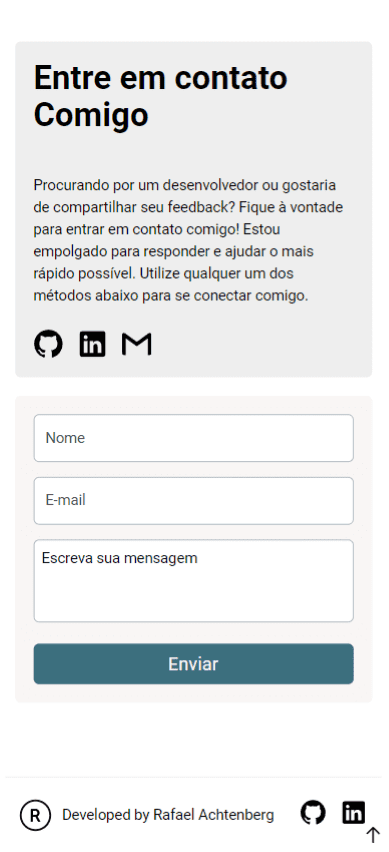 Entre em contato
Comigo
Procurando por um desenvolvedor ou gostaria
de compartilhar seu feedback? Fique à vontade
para entrar em contato comigo! Estou
empolgado para responder e ajudar o mais
rápido possível. Utilize qualquer um dos
métodos abaixo para se conectar comigo.
in
Nome
E-mail
Escreva sua mensagem
Enviar
R Developed by Rafael Achtenberg in